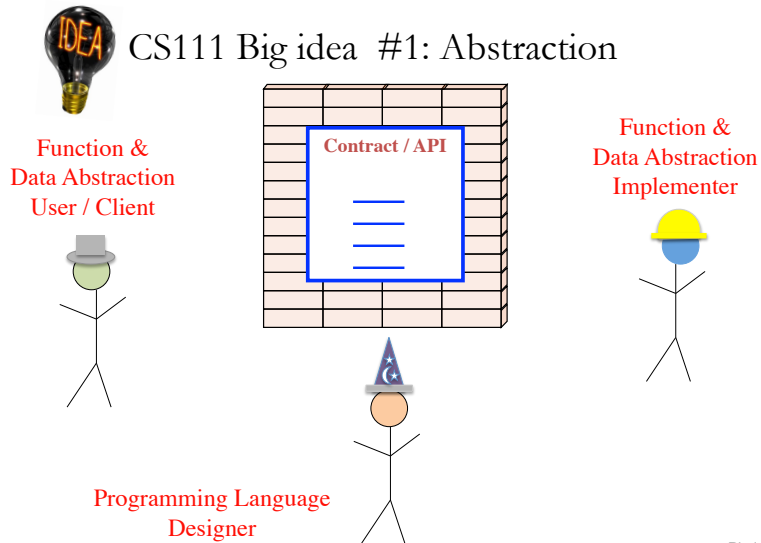 IDEA
CS111 Big idea #1: Abstraction
Function &
Data Abstraction
User / Client
Contract / API
Function &
Data Abstraction
Implementer
Programming Language
Designer